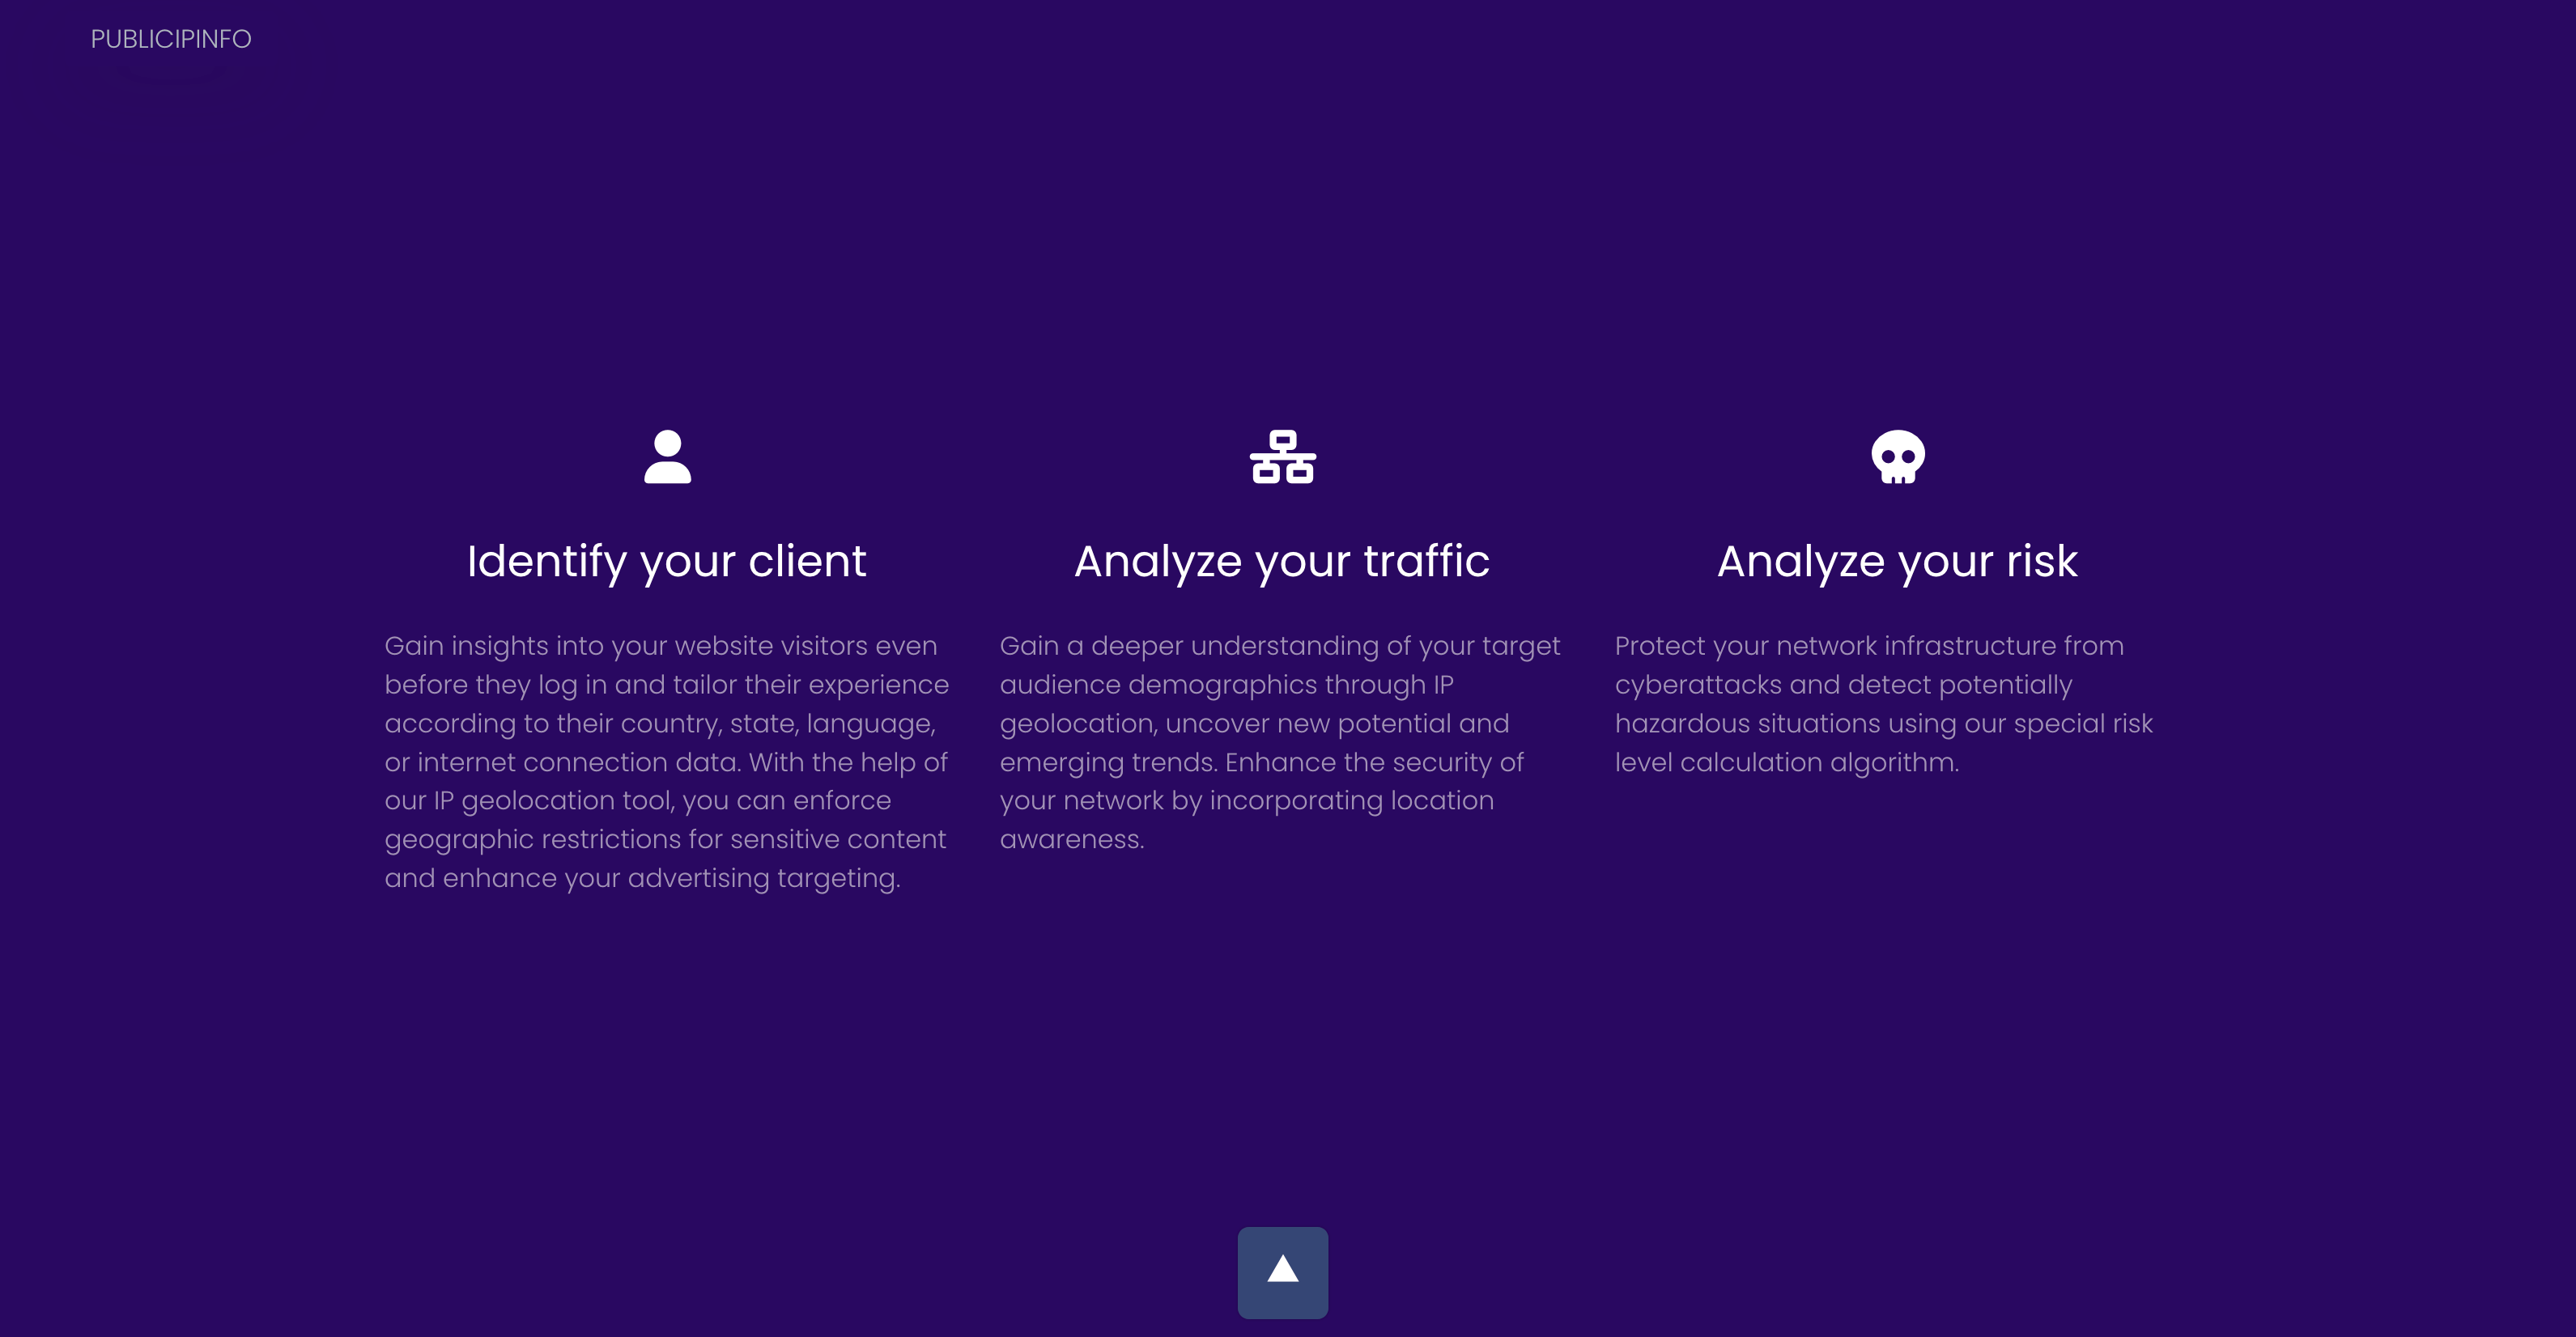 PUBLICIPINFO
Identify your client
Gain insights into your website visitors even
before they log in and tailor their experience
according to their country, state, language,
or internet connection data. With the help of
our IP geolocation tool, you can enforce
geographic restrictions for sensitive content
and enhance your advertising targeting.
Analyze your traffic
Gain a deeper understanding of your target
audience demographics through IP
geolocation, uncover new potential and
emerging trends. Enhance the security of
your network by incorporating location
awareness.
Analyze your risk
Protect your network infrastructure from
cyberattacks and detect potentially
hazardous situations using our special risk
level calculation algorithm.